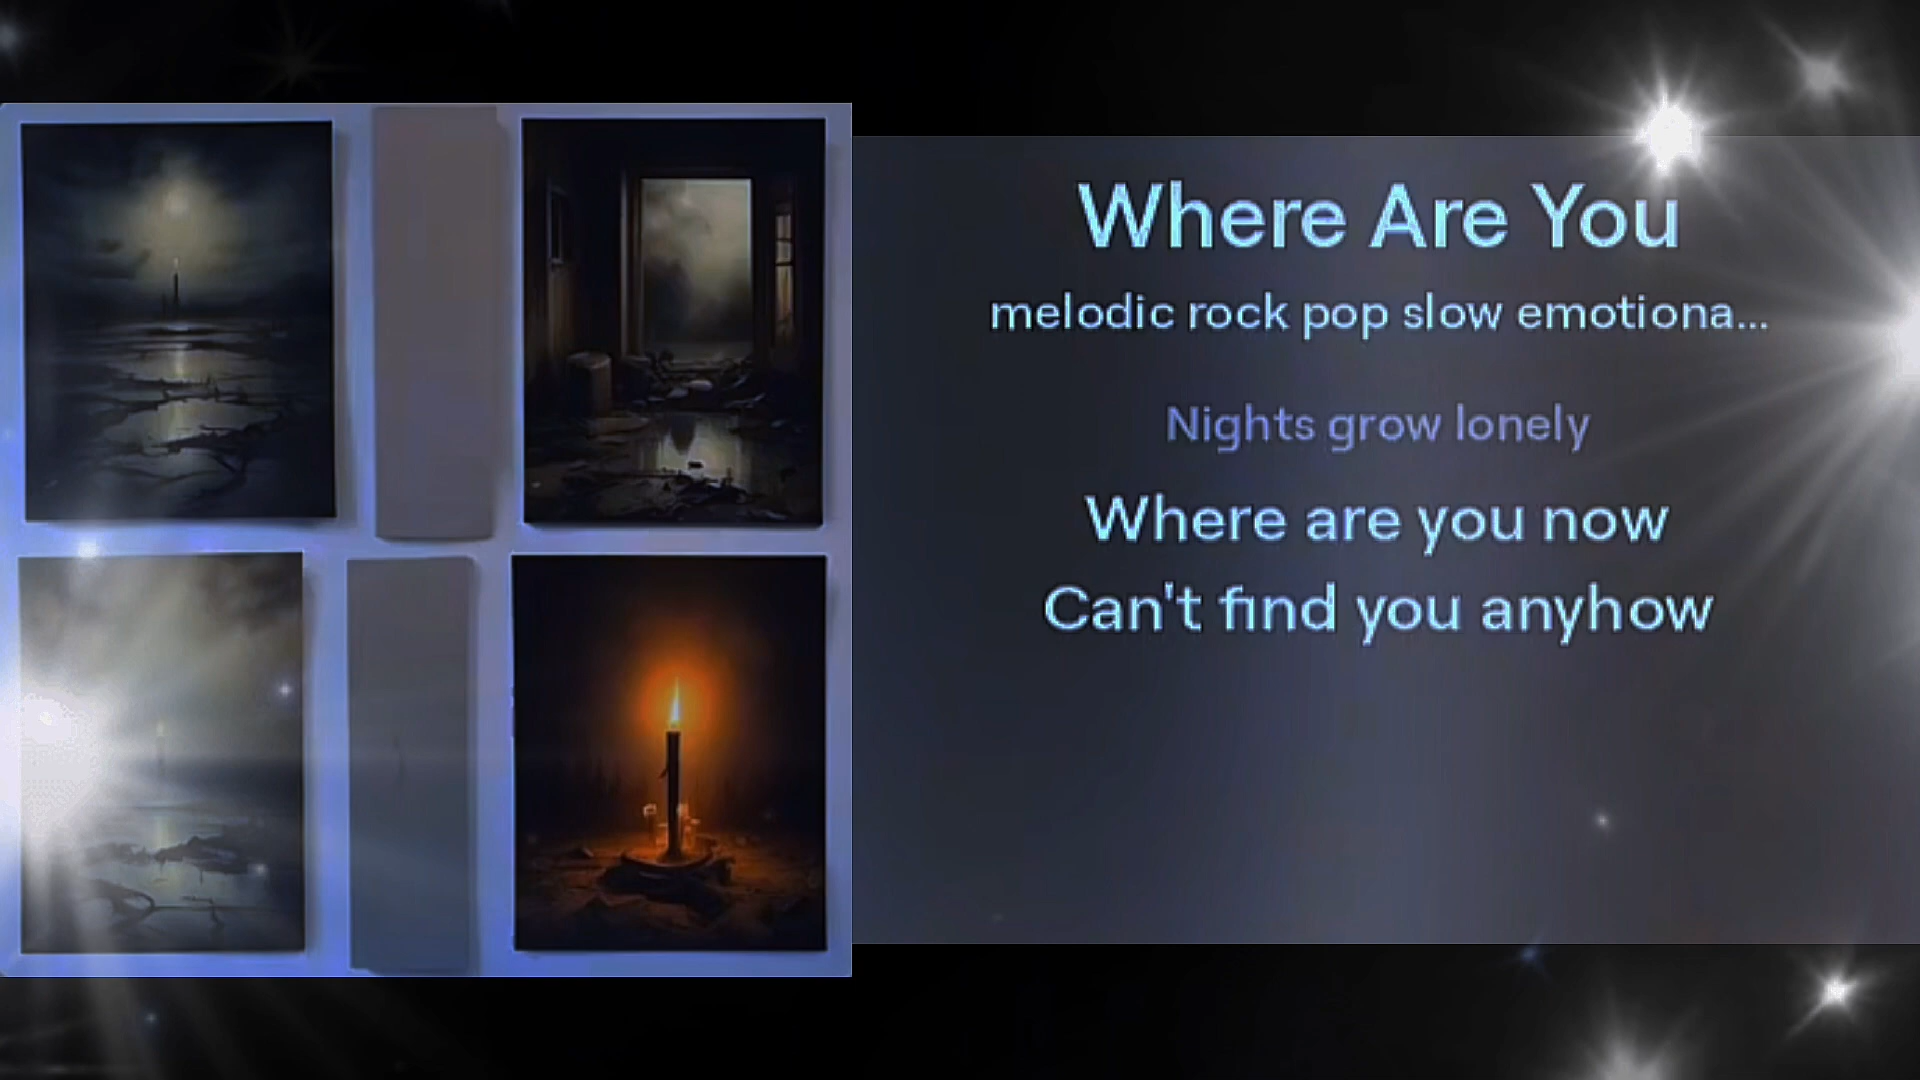 Where Are You
melodic rock pop slow emotiona...
Nights grow lonely
Where are you now
Can't find you anyhow